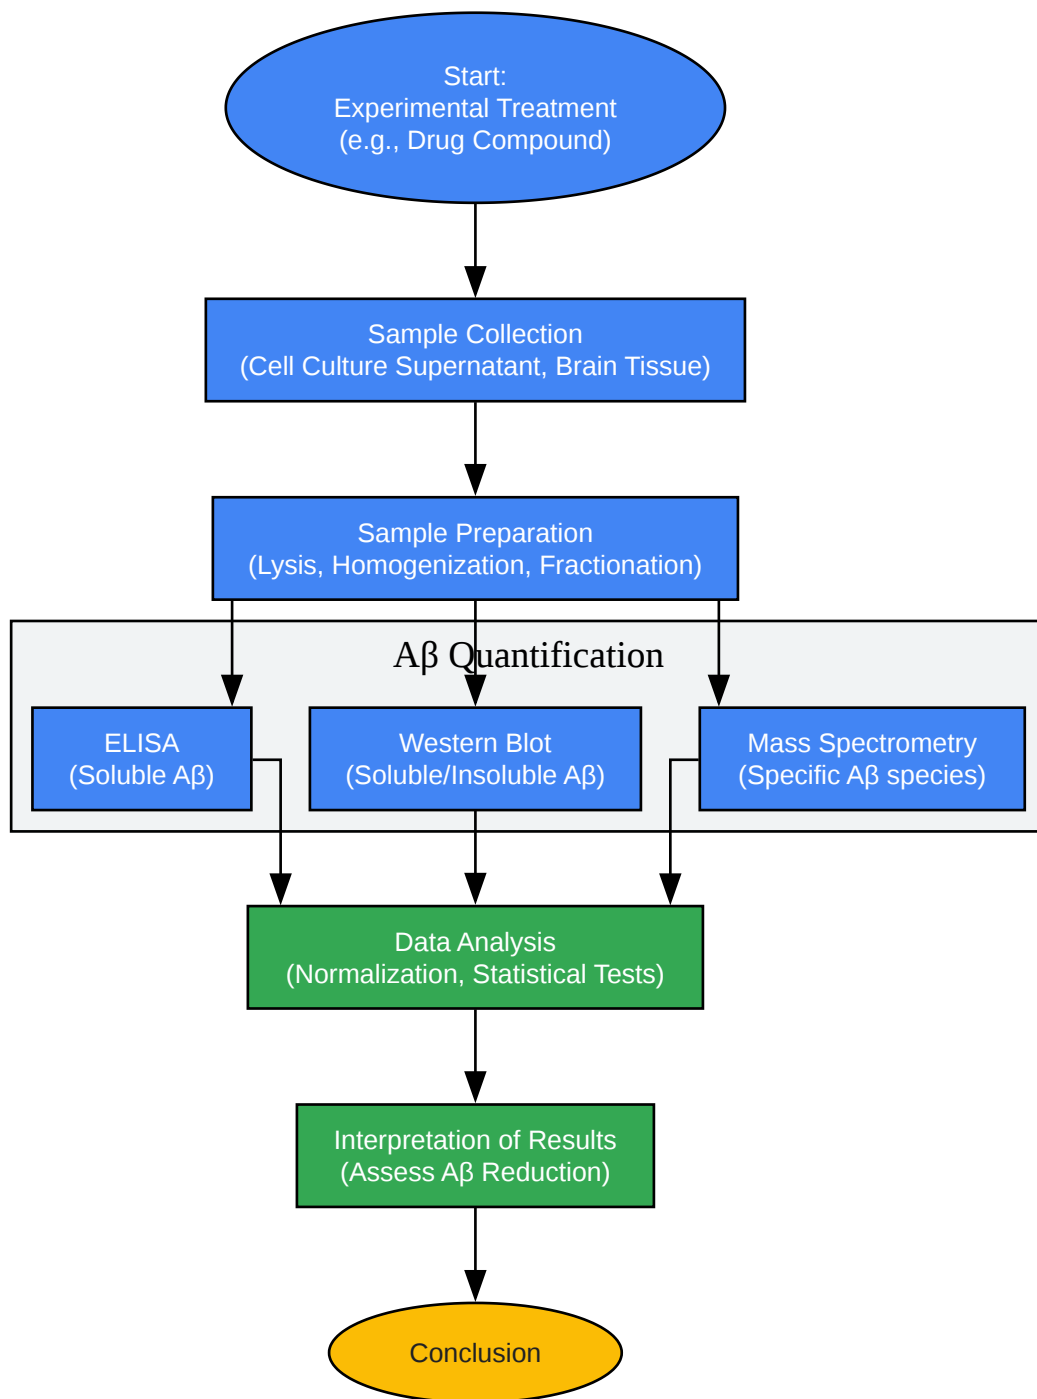 Start:
Experimental Treatment
(e.g., Drug Compound)
Sample Collection
(Cell Culture Supernatant, Brain Tissue)
Sample Preparation
(Lysis, Homogenization, Fractionation)
Aβ Quantification
ELISA
(Soluble Aβ)
Western Blot
(Soluble/Insoluble Aβ)
Mass Spectrometry
(Specific Aβ species)
Data Analysis
(Normalization, Statistical Tests)
Interpretation of Results
(Assess Aβ Reduction)
Conclusion